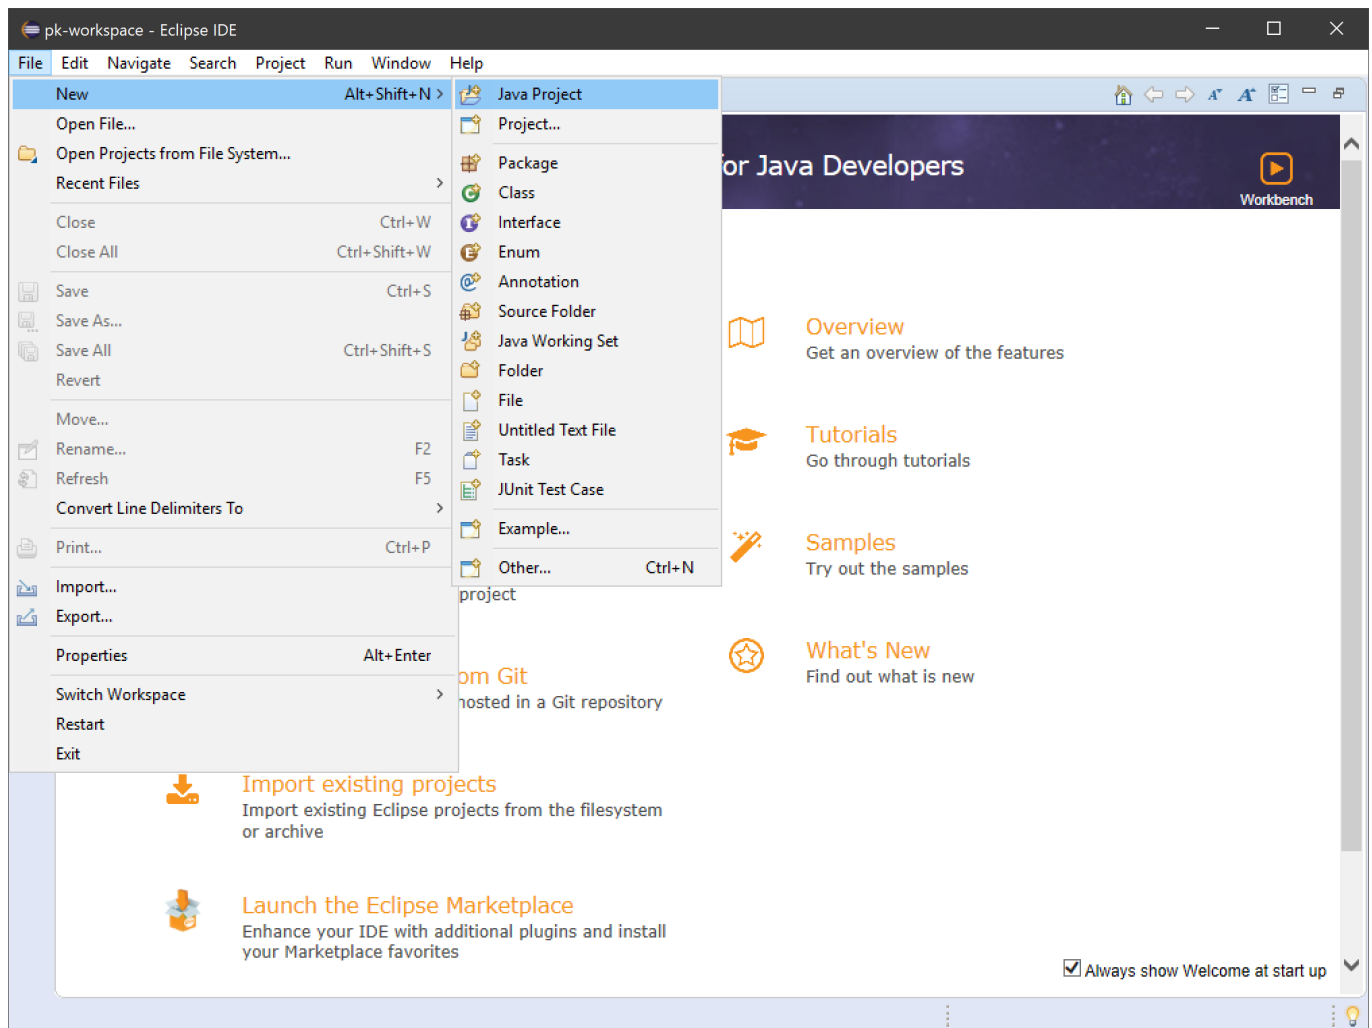 pk-workspace - Eclipse IDE
File Edit Navigate Search Project Run Window Help
New Alt+Shift+N >
Open File...
Open Projects from File System...
Recent Files >
Close Ctrl+W
Close All Ctrl+Shift+W
Save Ctrl+S
Save As...
Save All Ctrl+Shift+S
Revert
Move...
Rename... F2
Refresh F5
Convert Line Delimiters To >
Print... Ctrl+P
Import...
Export...
Properties Alt+Enter
Switch Workspace >
Restart
Exit
Java Project
Project...
Package
Class
Interface
Enum
Annotation
Source Folder
Java Working Set
Folder
File
Untitled Text File
Task
JUnit Test Case
Example...
Other... Ctrl+N
or Java Developers
Workbench
Overview
Get an overview of the features
Tutorials
Go through tutorials
Samples
Try out the samples
What's New
Find out what is new
project
om Git
hosted in a Git repository
Import existing projects
Import existing Eclipse projects from the filesystem
or archive
Launch the Eclipse Marketplace
Enhance your IDE with additional plugins and install
your Marketplace favorites
Always show Welcome at start up